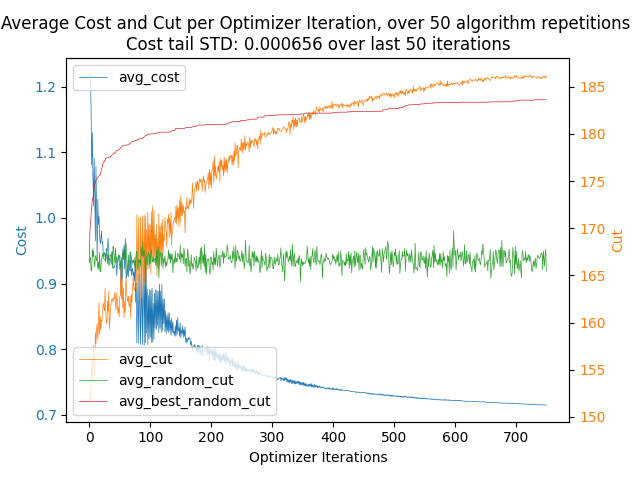 Average Cost and Cut per Optimizer Iteration, over 50 algorithm repetitions
Cost tail STD: 0.000656 over last 50 iterations
avg_cost
1.2
1.1
1.0
0.9
0.8
0.7
Cost
185
180
175
170
165
160
155
150
Cut
avg_cut
avg_random_cut
avg_best_random_cut
0 100 200 300 400 500 600 700
Optimizer Iterations